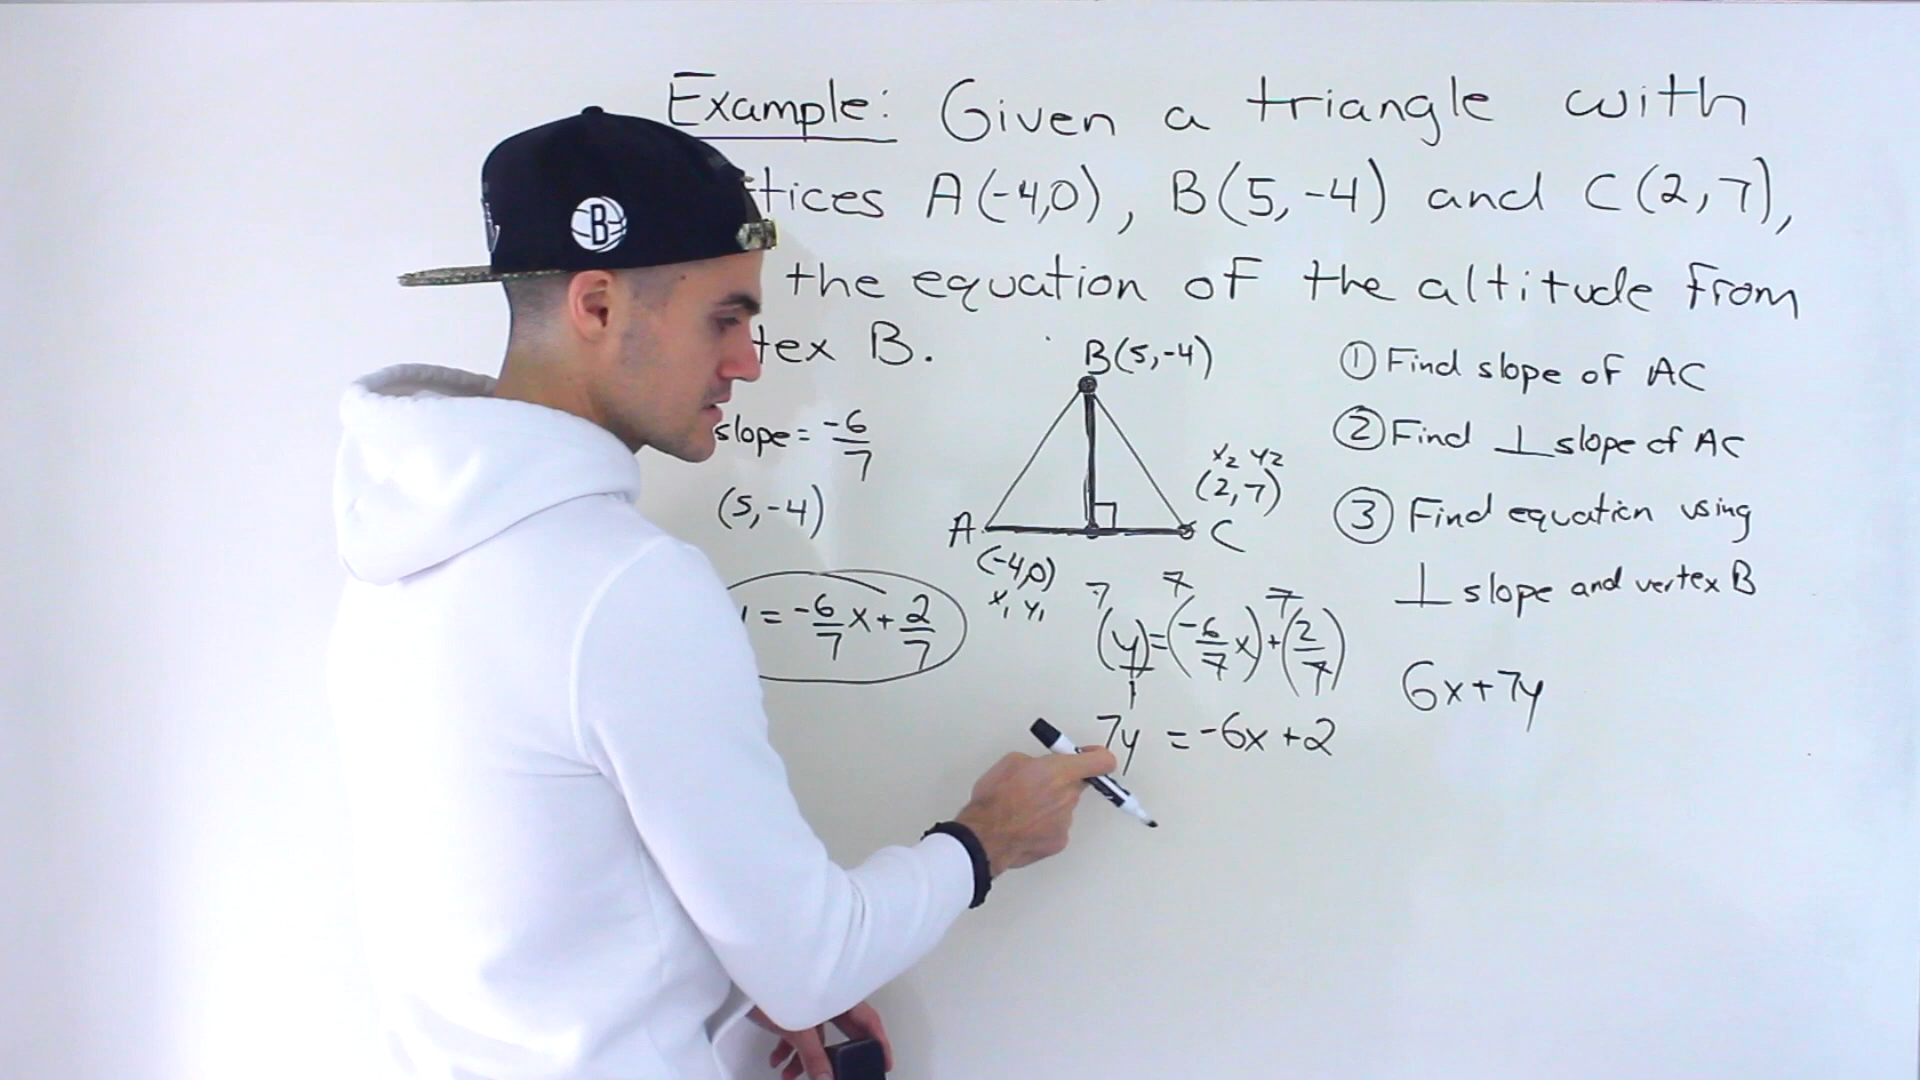 Example: Given a triangle with
tices A(-4,0), B(5,-4) and C(2,7),
the equation of the altitude from
tex B.
B(5,-4)
① Find slope of AC
slope = -6/7
② Find ⊥ slope of AC
x₂ y₂
(2,7)
(5,-4)
A
C
③ Find equation using
⊥ slope and vertex B
(-4,0)
x₁ y₁
= -6/7 x + 2/7
7 7 7
(y/1) = (-6/7 x) + (2/7)
6x+7y
7y = -6x +2
B